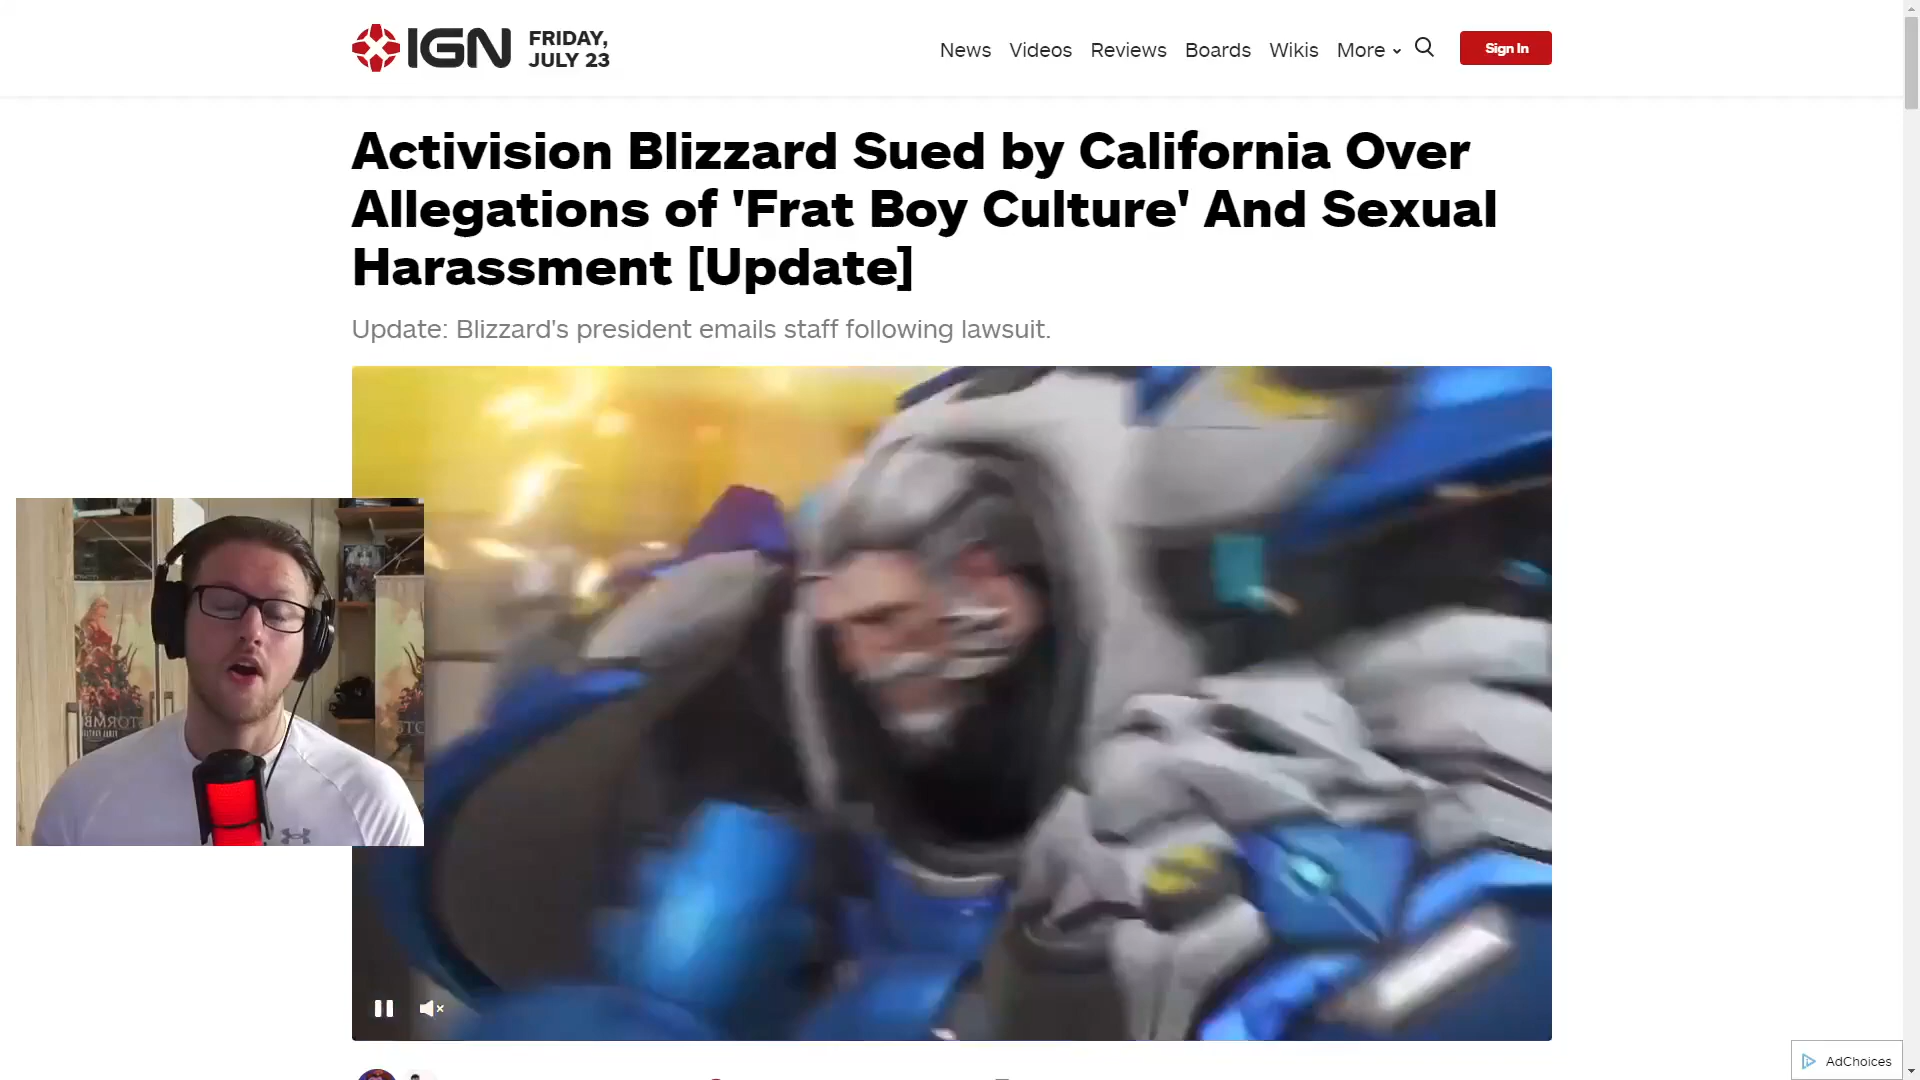 IGN
FRIDAY,
JULY 23
News Videos Reviews Boards Wikis More
Sign In
Activision Blizzard Sued by California Over
Allegations of 'Frat Boy Culture' And Sexual
Harassment [Update]
Update: Blizzard's president emails staff following lawsuit.
AdChoices